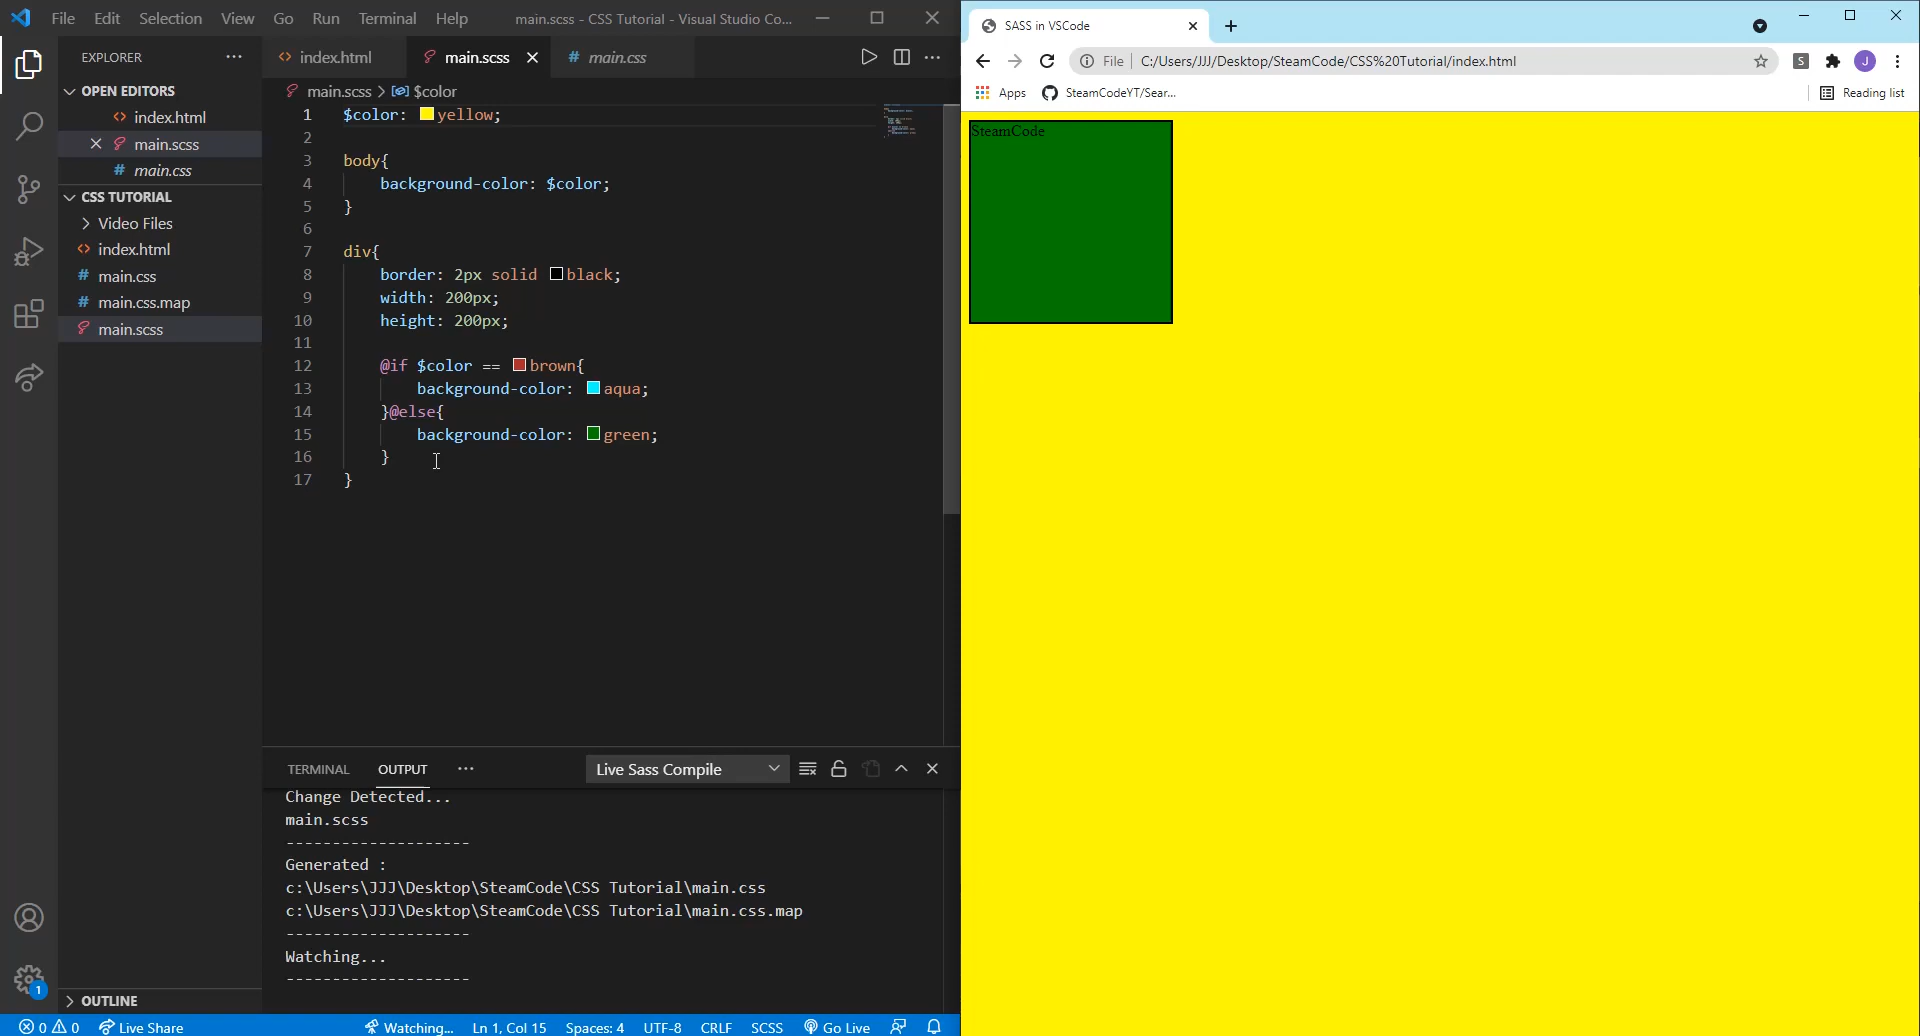 File Edit Selection View Go Run Terminal Help main.scss - CSS Tutorial - Visual Studio Co...
EXPLORER
OPEN EDITORS
index.html
main.scss
main.css
CSS TUTORIAL
Video Files
index.html
main.css
main.css.map
main.scss
OUTLINE
1
index.html main.scss main.css
main.scss > $color
1 $color: yellow;
2
3 body{
4 background-color: $color;
5 }
6
7 div{
8 border: 2px solid black;
9 width: 200px;
10 height: 200px;
11
12 @if $color == brown{
13 background-color: aqua;
14 }@else{
15 background-color: green;
16 }
17 }
TERMINAL OUTPUT ... Live Sass Compile
Change Detected...
main.scss
--------------------
Generated :
c:\Users\JJJ\Desktop\SteamCode\CSS Tutorial\main.css
c:\Users\JJJ\Desktop\SteamCode\CSS Tutorial\main.css.map
--------------------
Watching...
--------------------
0 0 Live Share Watching... Ln 1, Col 15 Spaces: 4 UTF-8 CRLF SCSS Go Live
SASS in VSCode
File C:/Users/JJJ/Desktop/SteamCode/CSS%20Tutorial/index.html S J
Apps SteamCodeYT/Sear... Reading list
SteamCode